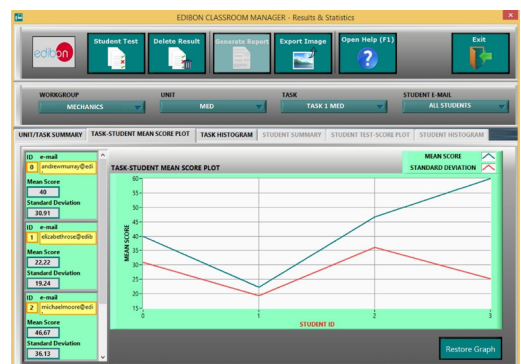 EDIBON CLASSROOM MANAGER - Results & Statistics
edibon
Student Test
Delete Result
Generate Report
Export Image
Open Help (F1)
Exit
WORKGROUP
UNIT
TASK
STUDENT E-MAIL
MECHANICS
MED
TASK 1 MED
ALL STUDENTS
UNIT/TASK SUMMARY
TASK-STUDENT MEAN SCORE PLOT
TASK HISTOGRAM
STUDENT SUMMARY
STUDENT TEST-SCORE PLOT
STUDENT HISTOGRAM
ID e-mail
0 andrewmurray@edi
Mean Score
40
Standard Deviation
30,91
ID e-mail
1 elizabethrose@edib
Mean Score
22,22
Standard Deviation
19,24
ID e-mail
2 michaelmoore@edi
Mean Score
46,67
Standard Deviation
36,13
TASK-STUDENT MEAN SCORE PLOT
MEAN SCORE
STANDARD DEVIATION
60
55
50
45
40
35
30
25
20
15
MEAN SCORE
0
1
2
3
STUDENT ID
Restore Graph